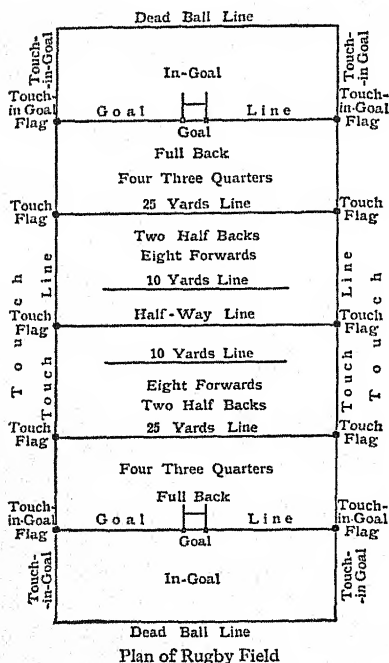 Dead Ball Line
Touch-in-Goal
Touch-in-Goal
In-Goal
Touch-in Goal Flag
Touch-in-Goal Flag
Goal Line
Goal
Full Back
Four Three Quarters
Touch Flag
25 Yards Line
Touch Flag
Two Half Backs
Eight Forwards
10 Yards Line
Touch
Touch Line
Touch Line
Touch
Touch Flag
Half-Way Line
Touch Flag
10 Yards Line
Eight Forwards
Two Half Backs
Touch Flag
25 Yards Line
Touch Flag
Four Three Quarters
Full Back
Touch-in-Goal Flag
Goal Line
Touch-in-Goal Flag
Goal
Touch-in-Goal
In-Goal
Touch-in-Goal
Dead Ball Line
Plan of Rugby Field